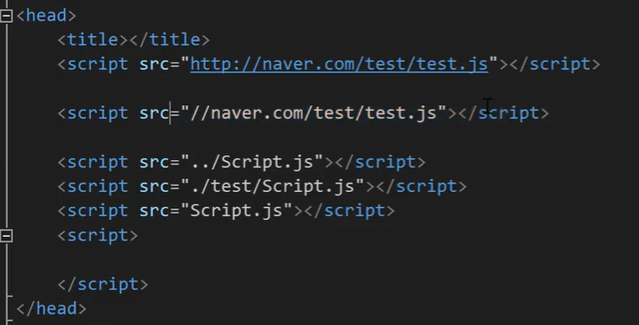 <head>
<title></title>
<script src="http://naver.com/test/test.js"></script>
<script src="//naver.com/test/test.js"></script>
<script src="../Script.js"></script>
<script src="./test/Script.js"></script>
<script src="Script.js"></script>
<script>
</script>
</head>